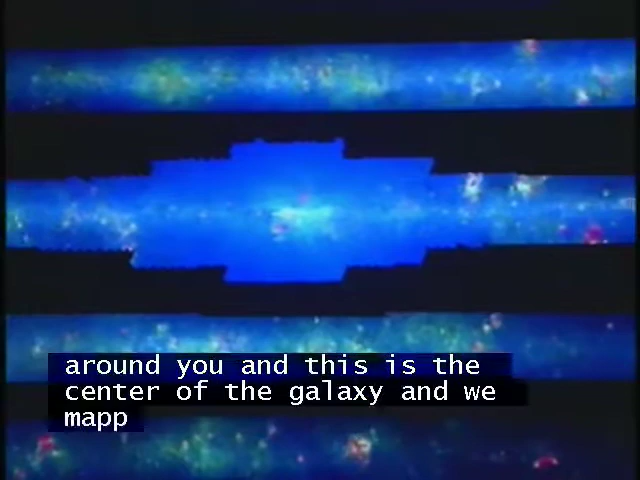 around you and this is the
center of the galaxy and we
mapp